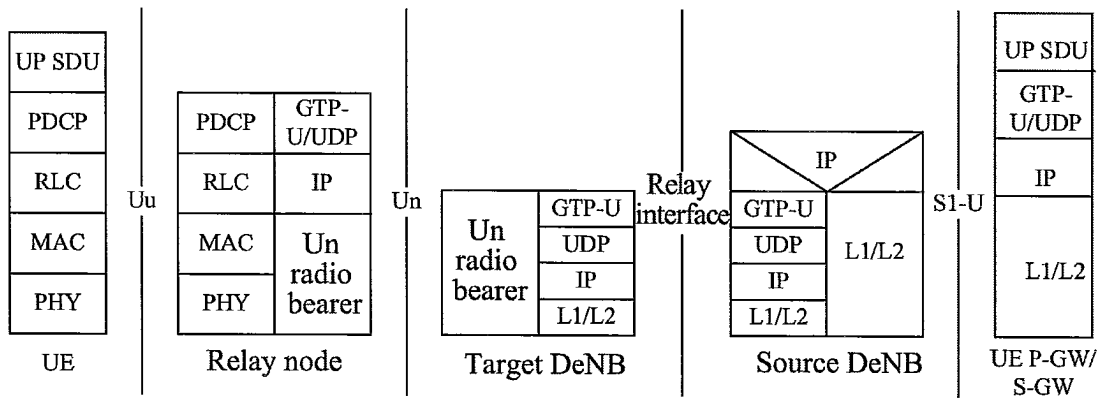 UP SDU
PDCP
RLC
MAC
PHY
UE
Uu
PDCP
GTP-
U/UDP
RLC
IP
MAC
PHY
Un
radio
bearer
Relay node
Un
Un
radio
bearer
GTP-U
UDP
IP
L1/L2
Target DeNB
Relay
interface
IP
GTP-U
UDP
IP
L1/L2
L1/L2
Source DeNB
S1-U
UP SDU
GTP-
U/UDP
IP
L1/L2
UE P-GW/
S-GW